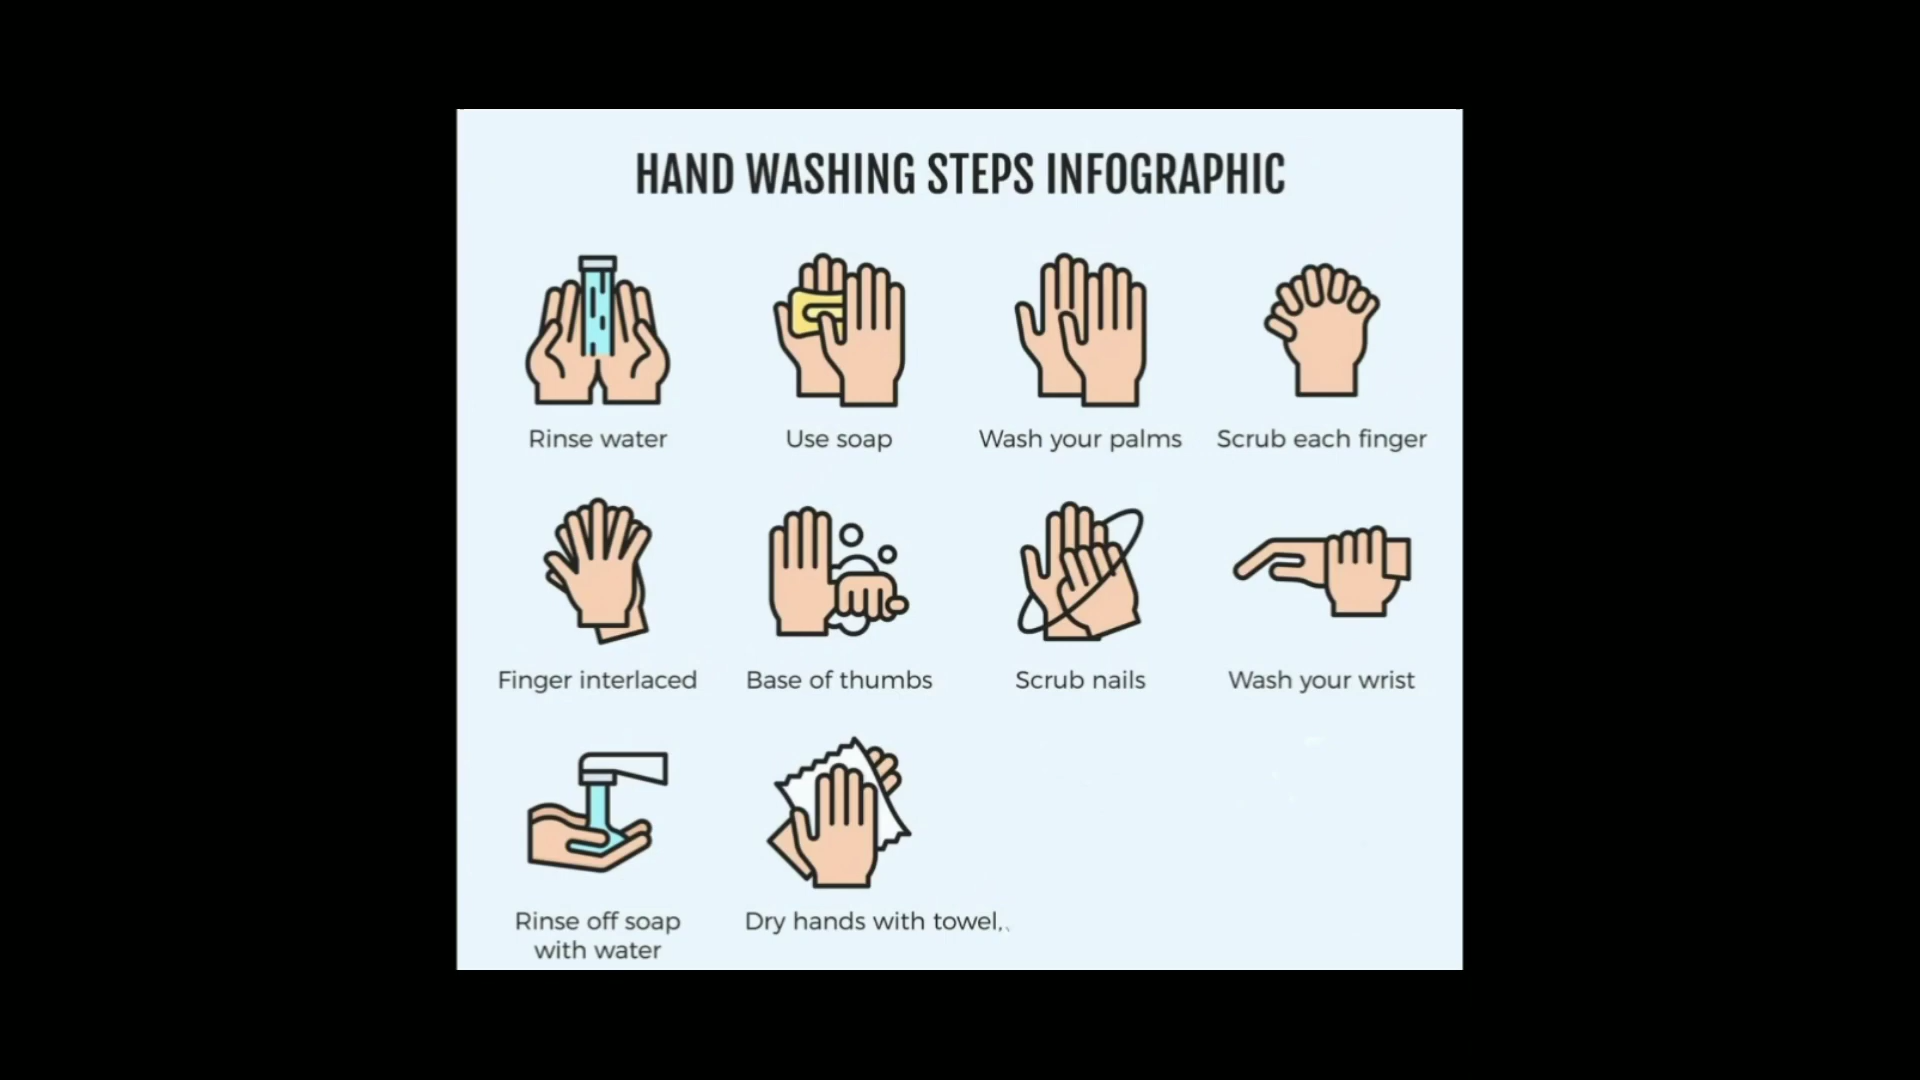 HAND WASHING STEPS INFOGRAPHIC
Rinse water
Use soap
Wash your palms
Scrub each finger
Finger interlaced
Base of thumbs
Scrub nails
Wash your wrist
Rinse off soap
with water
Dry hands with towel,